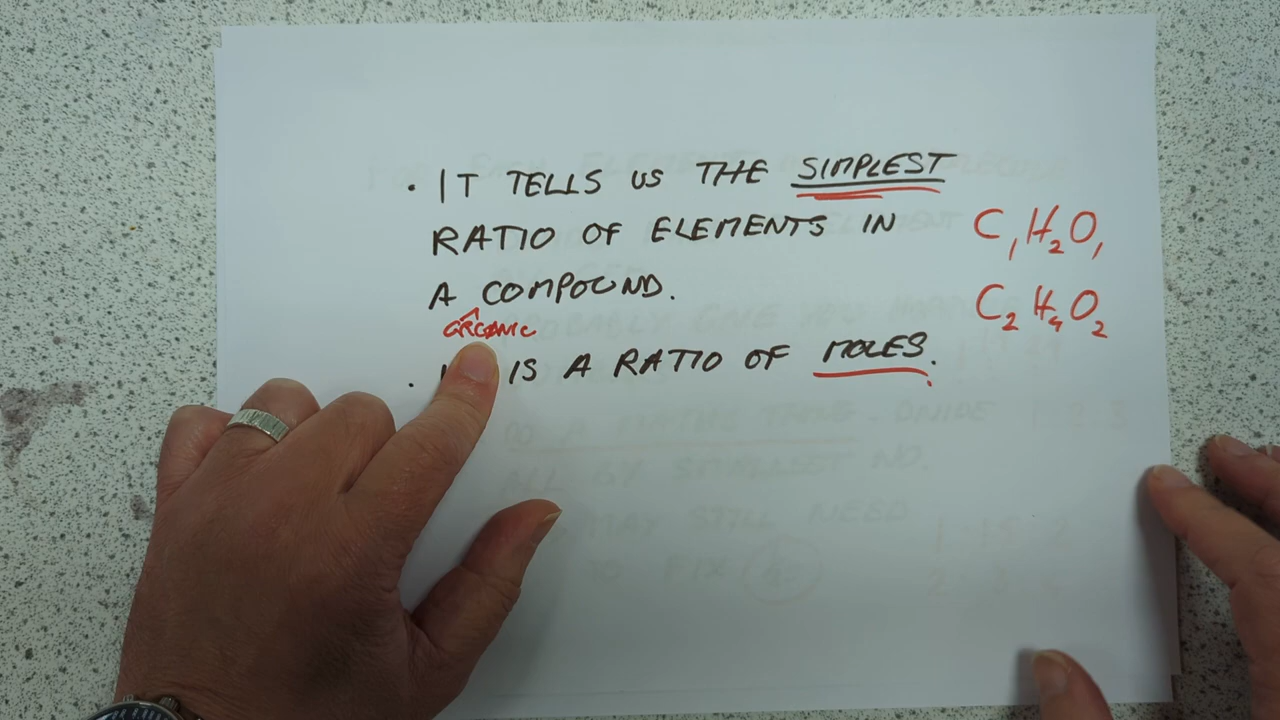 · IT TELLS US THE SIMPLEST
RATIO OF ELEMENTS IN
A COMPOUND.
ORGANIC
· IS A RATIO OF MOLES.
C₁H₂O₁
C₂H₄O₂